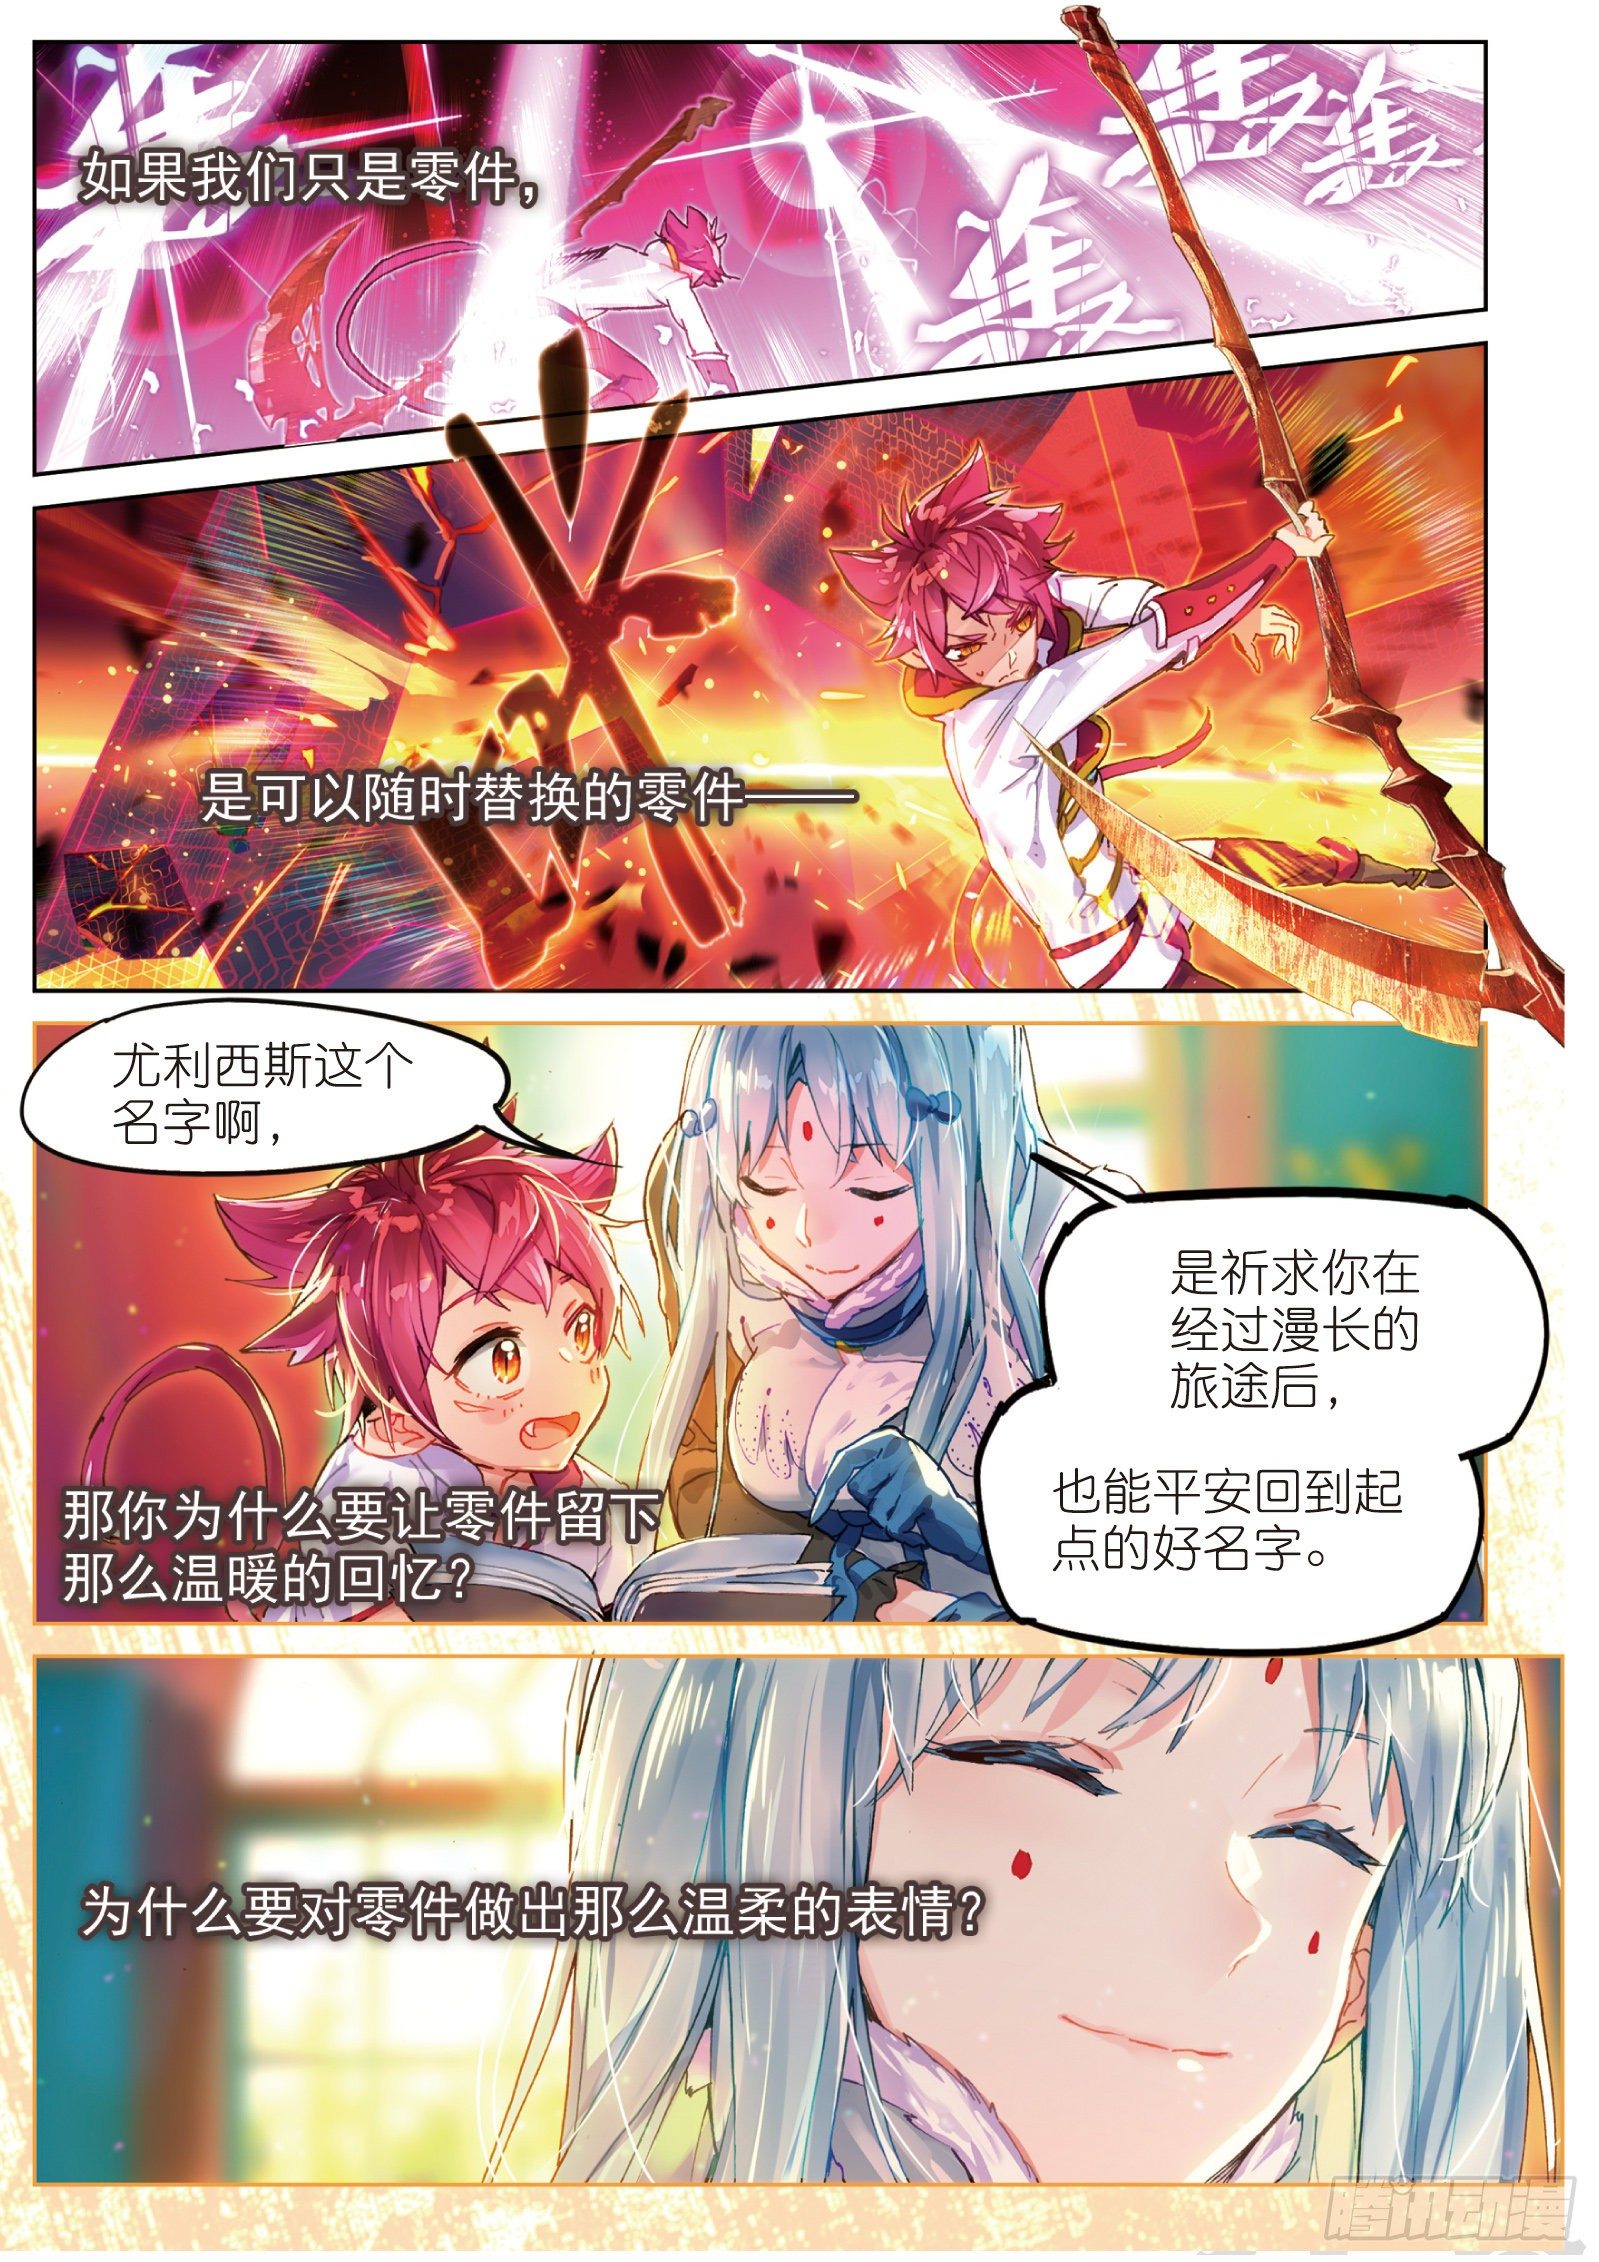 如果我们只是零件，
是可以随时替换的零件——
尤利西斯这个
名字啊，
是祈求你在
经过漫长的
旅途后，
也能平安回到起
点的好名字。
那你为什么要让零件留下
那么温暖的回忆？
为什么要对零件做出那么温柔的表情？
腾讯动漫